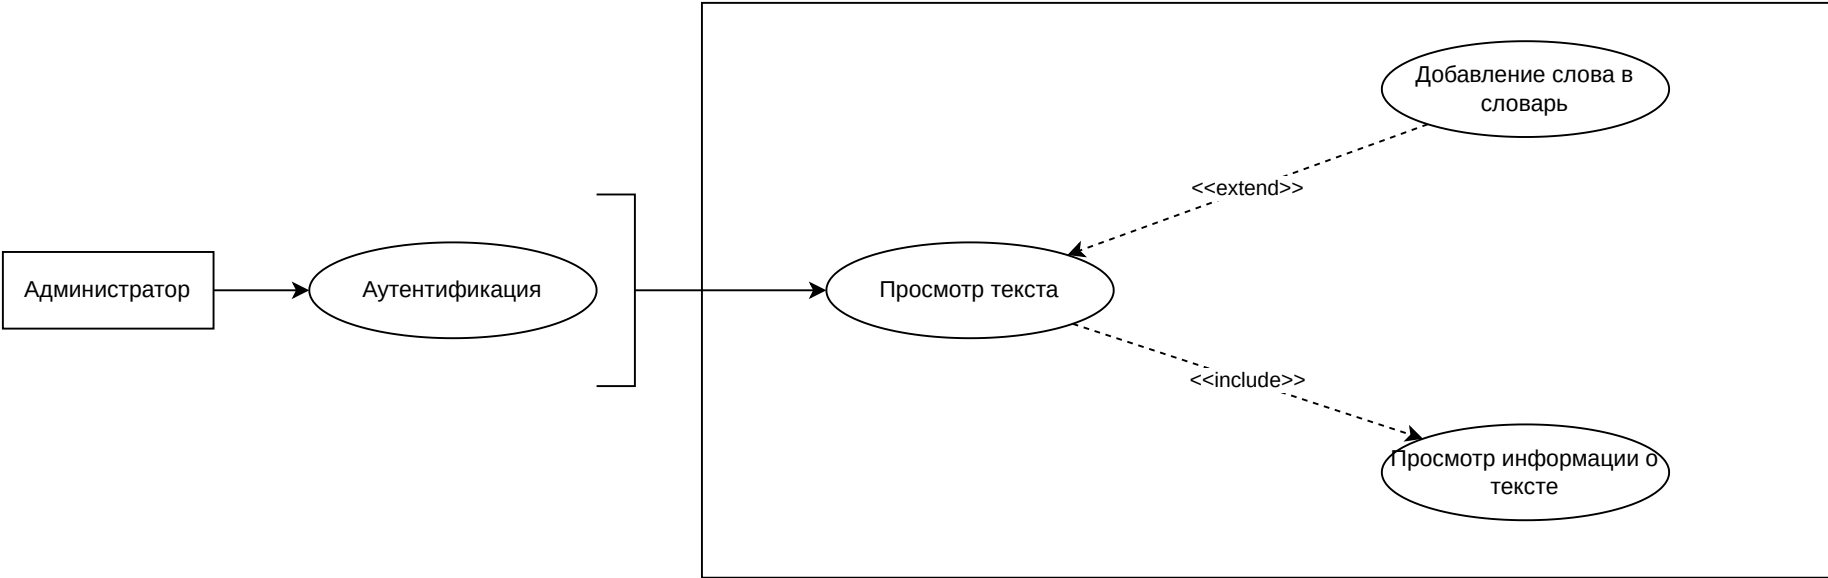 Добавление слова в
словарь
<<extend>>
Администратор
Аутентификация
Просмотр текста
<<include>>
Просмотр информации о
тексте